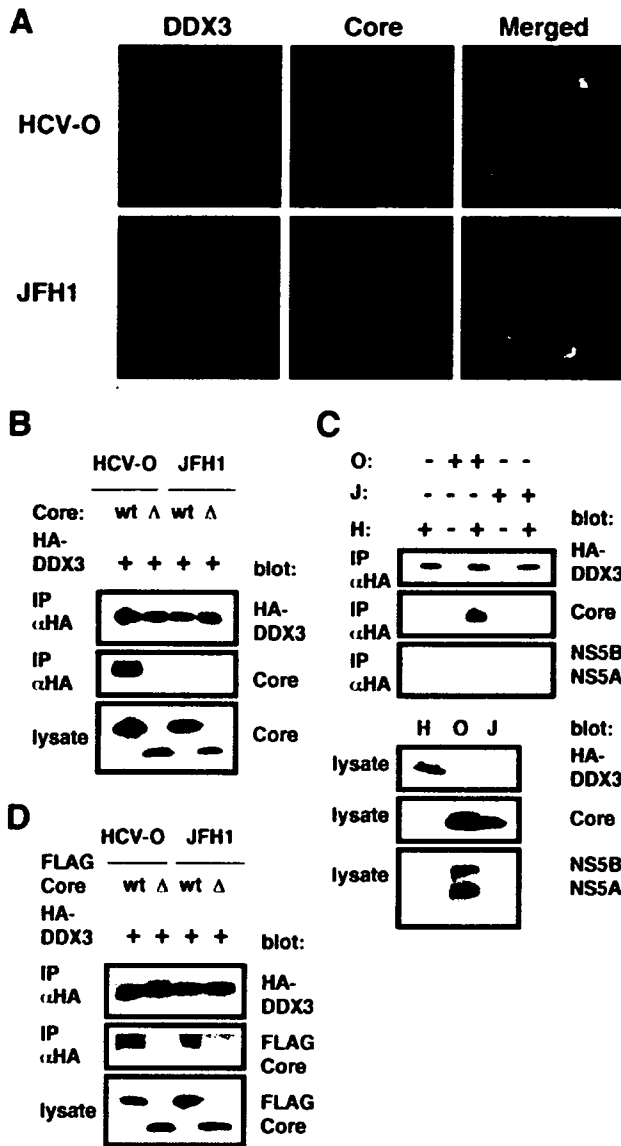 A
DDX3 Core Merged
HCV-O
JFH1
B
HCV-O JFH1
Core: wt Δ wt Δ
HA-
DDX3 + + + + blot:
IP
αHA
HA-
DDX3
IP
αHA
Core
lysate
Core
C
O: - + + - -
J: - - - + +
H: + - + - +
blot:
IP
αHA
HA-
DDX3
IP
αHA
Core
IP
αHA
NS5B
NS5A
H O J blot:
lysate
HA-
DDX3
lysate
Core
lysate
NS5B
NS5A
D
HCV-O JFH1
FLAG
Core wt Δ wt Δ
HA-
DDX3 + + + + blot:
IP
αHA
HA-
DDX3
IP
αHA
FLAG
Core
lysate
FLAG
Core